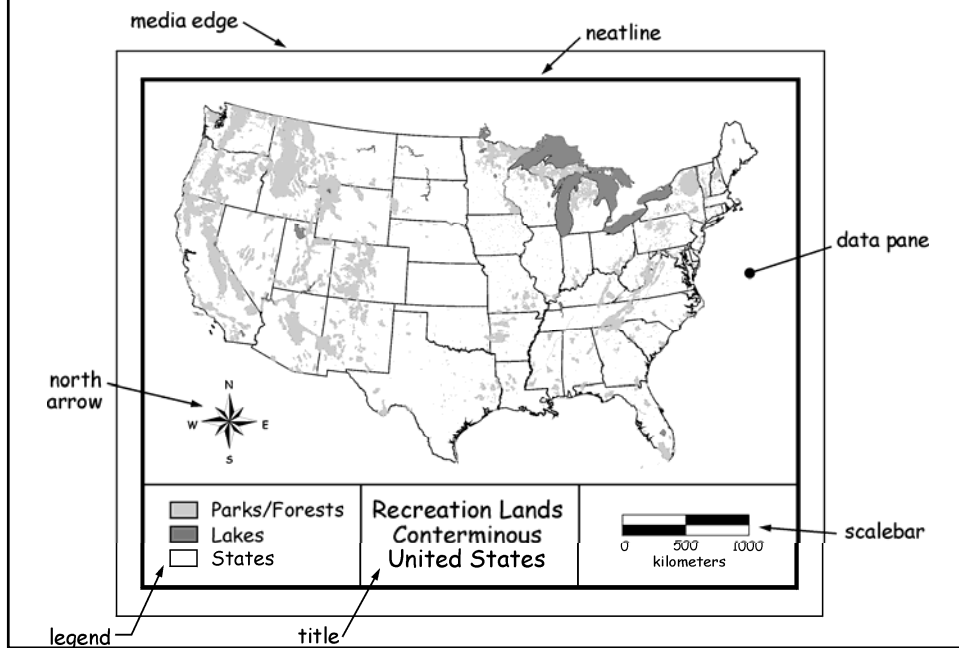 media edge
neatline
data pane
north
arrow
N
W E
S
Parks/Forests
Lakes
States
Recreation Lands
Conterminous
United States
0 500 1000
kilometers
scalebar
legend
title